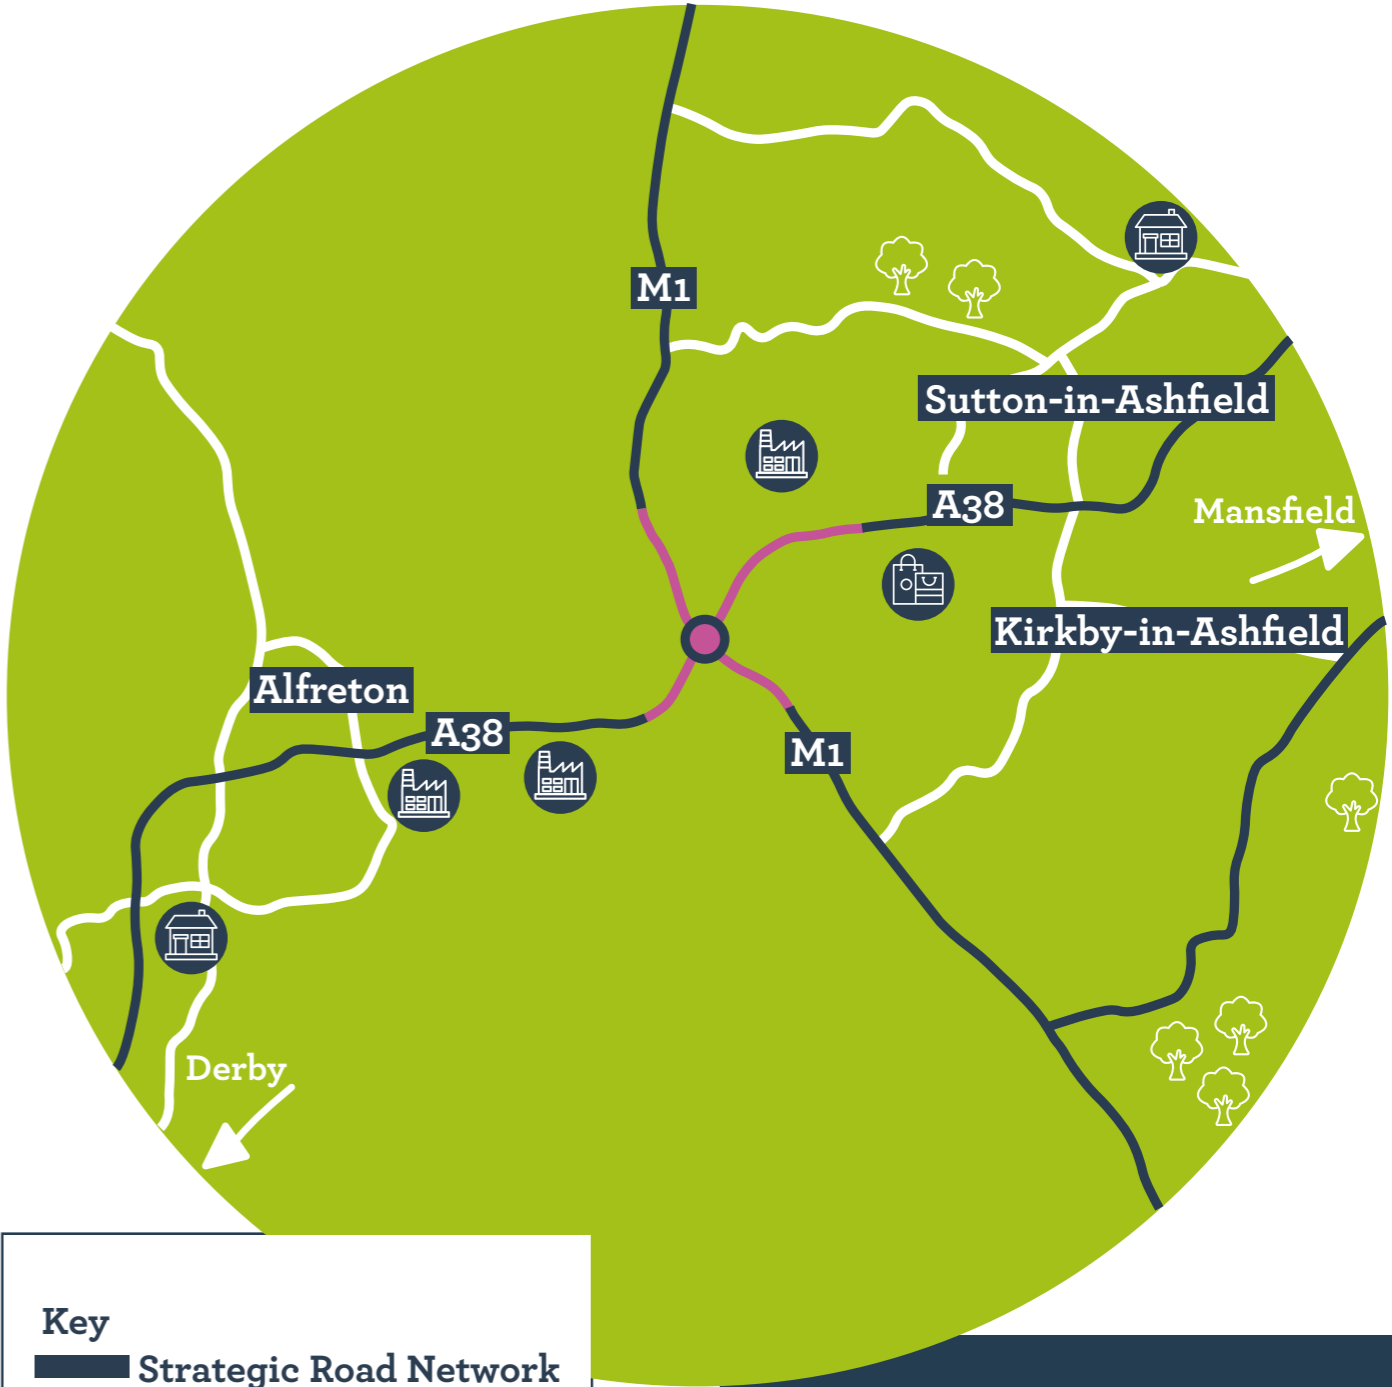 M1
Sutton-in-Ashfield
A38
Mansfield
Kirkby-in-Ashfield
Alfreton
A38
M1
Derby
Key
Strategic Road Network